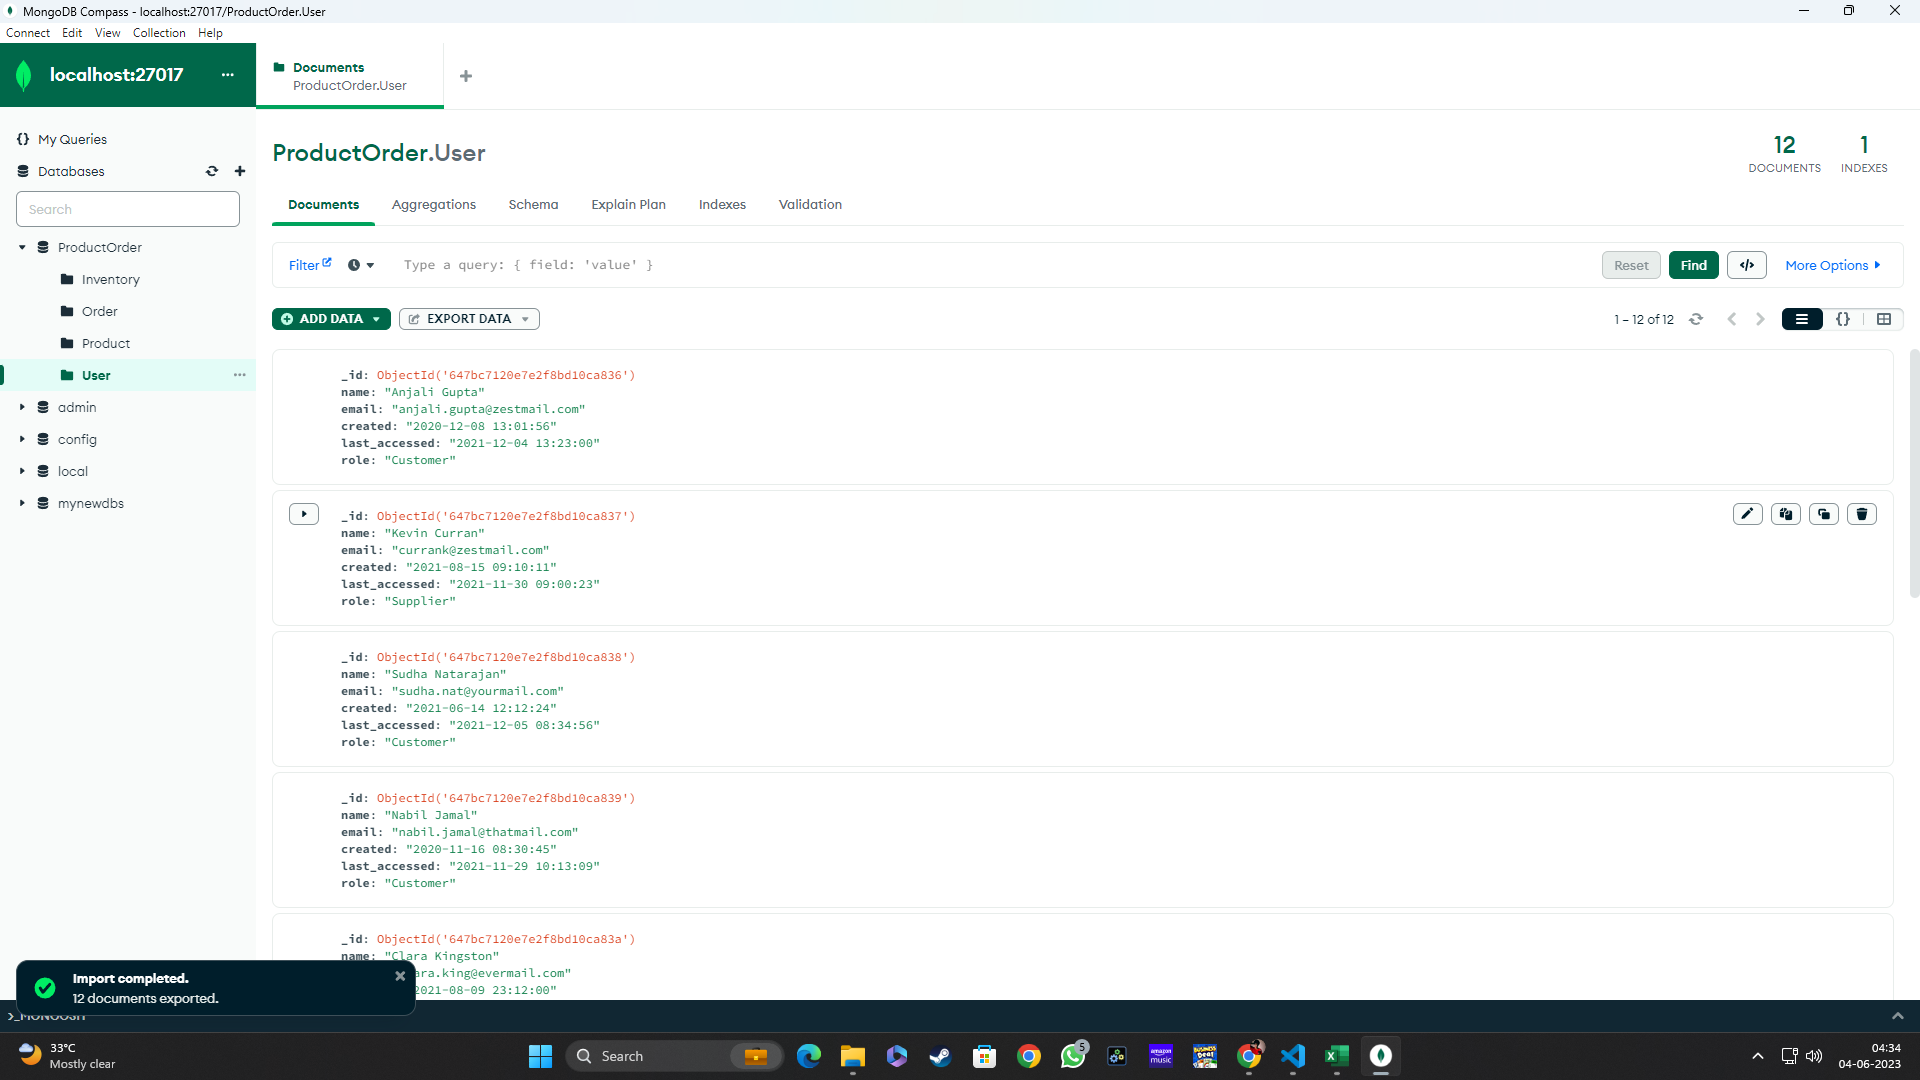 MongoDB Compass - localhost:27017/ProductOrder.User
Connect Edit View Collection Help
localhost:27017 ...
Documents
ProductOrder.User
{} My Queries
Databases
Search
ProductOrder
Inventory
Order
Product
User ...
admin
config
local
mynewdbs
ProductOrder.User
12
DOCUMENTS
1
INDEXES
Documents Aggregations Schema Explain Plan Indexes Validation
Filter Type a query: { field: 'value' } Reset Find </> More Options
ADD DATA EXPORT DATA 1 – 12 of 12 {}
_id: ObjectId('647bc7120e7e2f8bd10ca836')
name: "Anjali Gupta"
email: "anjali.gupta@zestmail.com"
created: "2020-12-08 13:01:56"
last_accessed: "2021-12-04 13:23:00"
role: "Customer"
_id: ObjectId('647bc7120e7e2f8bd10ca837')
name: "Kevin Curran"
email: "currank@zestmail.com"
created: "2021-08-15 09:10:11"
last_accessed: "2021-11-30 09:00:23"
role: "Supplier"
_id: ObjectId('647bc7120e7e2f8bd10ca838')
name: "Sudha Natarajan"
email: "sudha.nat@yourmail.com"
created: "2021-06-14 12:12:24"
last_accessed: "2021-12-05 08:34:56"
role: "Customer"
_id: ObjectId('647bc7120e7e2f8bd10ca839')
name: "Nabil Jamal"
email: "nabil.jamal@thatmail.com"
created: "2020-11-16 08:30:45"
last_accessed: "2021-11-29 10:13:09"
role: "Customer"
_id: ObjectId('647bc7120e7e2f8bd10ca83a')
name: "Clara Kingston"
ara.king@evermail.com"
2021-08-09 23:12:00"
Import completed.
12 documents exported.
>_MONGOSH
33°C
Mostly clear
Search
5
amazon music
BUSINESS Deal
04:34
04-06-2023